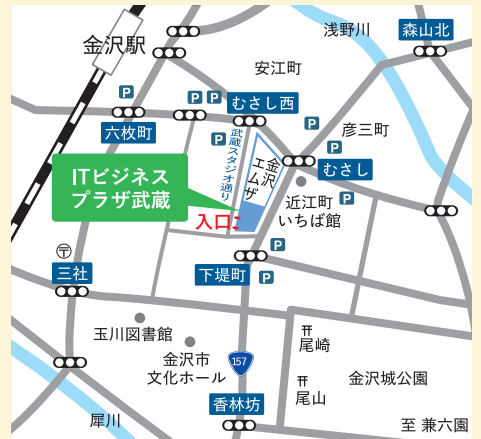 浅野川
森山北
金沢駅
安江町
P
P
P
むさし西
P
六枚町
P
武蔵スタジオ通り
金沢
エムザ
彦三町
P
むさし
ITビジネス
プラザ武蔵
近江町
いちば館
P
入口
〒
三社
下堤町
P
P
玉川図書館
金沢市
文化ホール
157
尾崎
尾山
金沢城公園
香林坊
犀川
至 兼六園